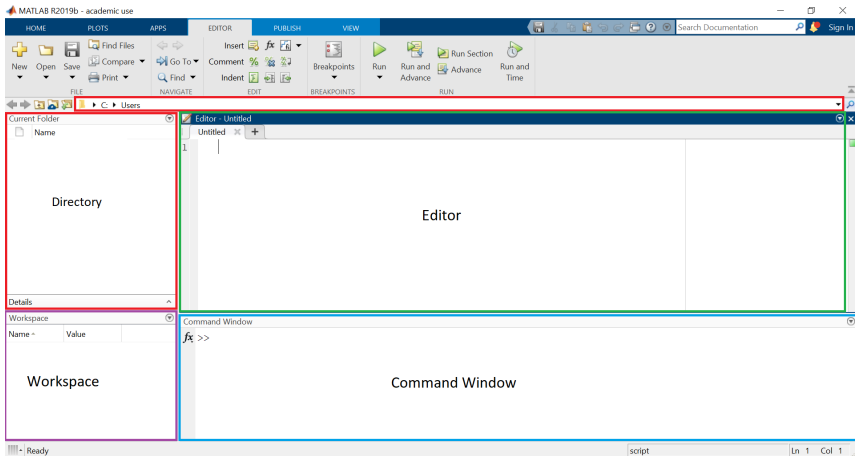 MATLAB R2019b - academic use
HOME PLOTS APPS EDITOR PUBLISH VIEW Search Documentation Sign In
New Open Save Find Files Compare Print
Go To Find
Insert fx
Comment %
Indent
Breakpoints
Run Run and Advance Run Section Advance Run and Time
FILE NAVIGATE EDIT BREAKPOINTS RUN
C: Users
Current Folder
Name
Directory
Details
Editor - Untitled
Untitled +
1
Editor
Workspace
Name Value
Workspace
Command Window
fx >>
Command Window
Ready script Ln 1 Col 1